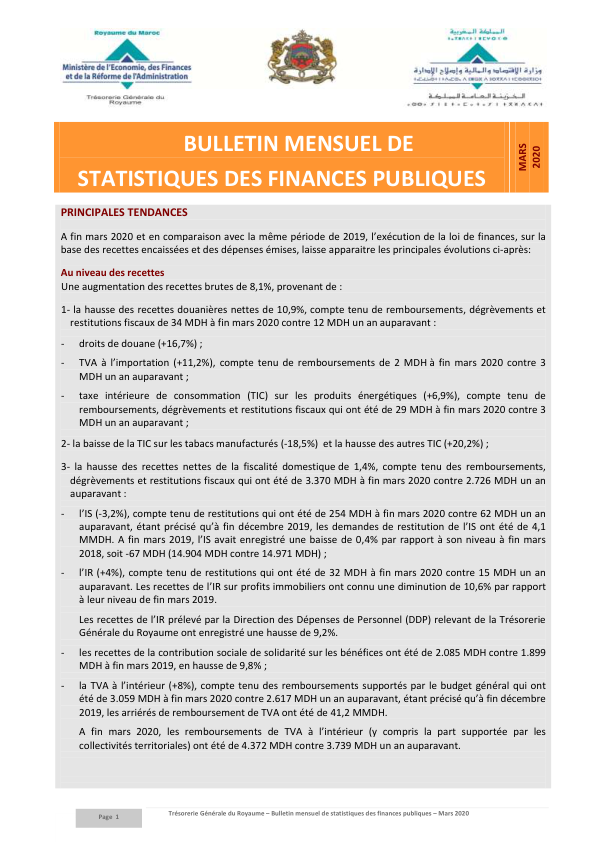 Royaume du Maroc
Ministère de l'Economie, des Finances
et de la Réforme de l'Administration
Trésorerie Générale du
Royaume
المملكة المغربية
وزارة الاقتصاد والمالية وإصلاح الإدارة
الخزينة العامة للمملكة
BULLETIN MENSUEL DE
STATISTIQUES DES FINANCES PUBLIQUES
MARS
2020
PRINCIPALES TENDANCES
A fin mars 2020 et en comparaison avec la même période de 2019, l'exécution de la loi de finances, sur la
base des recettes encaissées et des dépenses émises, laisse apparaitre les principales évolutions ci-après:
Au niveau des recettes
Une augmentation des recettes brutes de 8,1%, provenant de :
1- la hausse des recettes douanières nettes de 10,9%, compte tenu de remboursements, dégrèvements et
restitutions fiscaux de 34 MDH à fin mars 2020 contre 12 MDH un an auparavant :
- droits de douane (+16,7%) ;
- TVA à l'importation (+11,2%), compte tenu de remboursements de 2 MDH à fin mars 2020 contre 3
MDH un an auparavant ;
- taxe intérieure de consommation (TIC) sur les produits énergétiques (+6,9%), compte tenu de
remboursements, dégrèvements et restitutions fiscaux qui ont été de 29 MDH à fin mars 2020 contre 3
MDH un an auparavant ;
2- la baisse de la TIC sur les tabacs manufacturés (-18,5%) et la hausse des autres TIC (+20,2%) ;
3- la hausse des recettes nettes de la fiscalité domestique de 1,4%, compte tenu des remboursements,
dégrèvements et restitutions fiscaux qui ont été de 3.370 MDH à fin mars 2020 contre 2.726 MDH un an
auparavant :
- l'IS (-3,2%), compte tenu de restitutions qui ont été de 254 MDH à fin mars 2020 contre 62 MDH un an
auparavant, étant précisé qu'à fin décembre 2019, les demandes de restitution de l'IS ont été de 4,1
MMDH. A fin mars 2019, l'IS avait enregistré une baisse de 0,4% par rapport à son niveau à fin mars
2018, soit -67 MDH (14.904 MDH contre 14.971 MDH) ;
- l'IR (+4%), compte tenu de restitutions qui ont été de 32 MDH à fin mars 2020 contre 15 MDH un an
auparavant. Les recettes de l'IR sur profits immobiliers ont connu une diminution de 10,6% par rapport
à leur niveau de fin mars 2019.
Les recettes de l'IR prélevé par la Direction des Dépenses de Personnel (DDP) relevant de la Trésorerie
Générale du Royaume ont enregistré une hausse de 9,2%.
- les recettes de la contribution sociale de solidarité sur les bénéfices ont été de 2.085 MDH contre 1.899
MDH à fin mars 2019, en hausse de 9,8% ;
- la TVA à l'intérieur (+8%), compte tenu des remboursements supportés par le budget général qui ont
été de 3.059 MDH à fin mars 2020 contre 2.617 MDH un an auparavant, étant précisé qu'à fin décembre
2019, les arriérés de remboursement de TVA ont été de 41,2 MMDH.
A fin mars 2020, les remboursements de TVA à l'intérieur (y compris la part supportée par les
collectivités territoriales) ont été de 4.372 MDH contre 3.739 MDH un an auparavant.
Page 1
Trésorerie Générale du Royaume – Bulletin mensuel de statistiques des finances publiques – Mars 2020